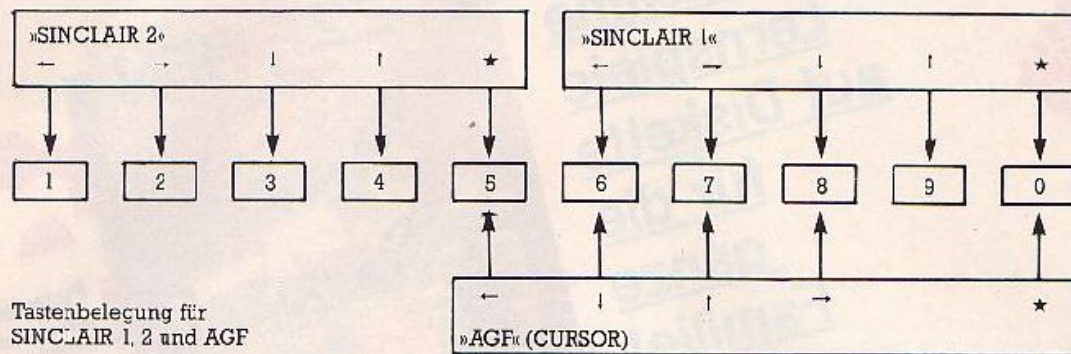 »SINCLAIR 2« »SINCLAIR 1«
← → ↓ ↑ ★ ← → ↓ ↑ ★
1 2 3 4 5 6 7 8 9 0
← ↓ ↑ → ★
»AGF« (CURSOR)
Tastenbelegung für
SINCLAIR 1, 2 und AGF